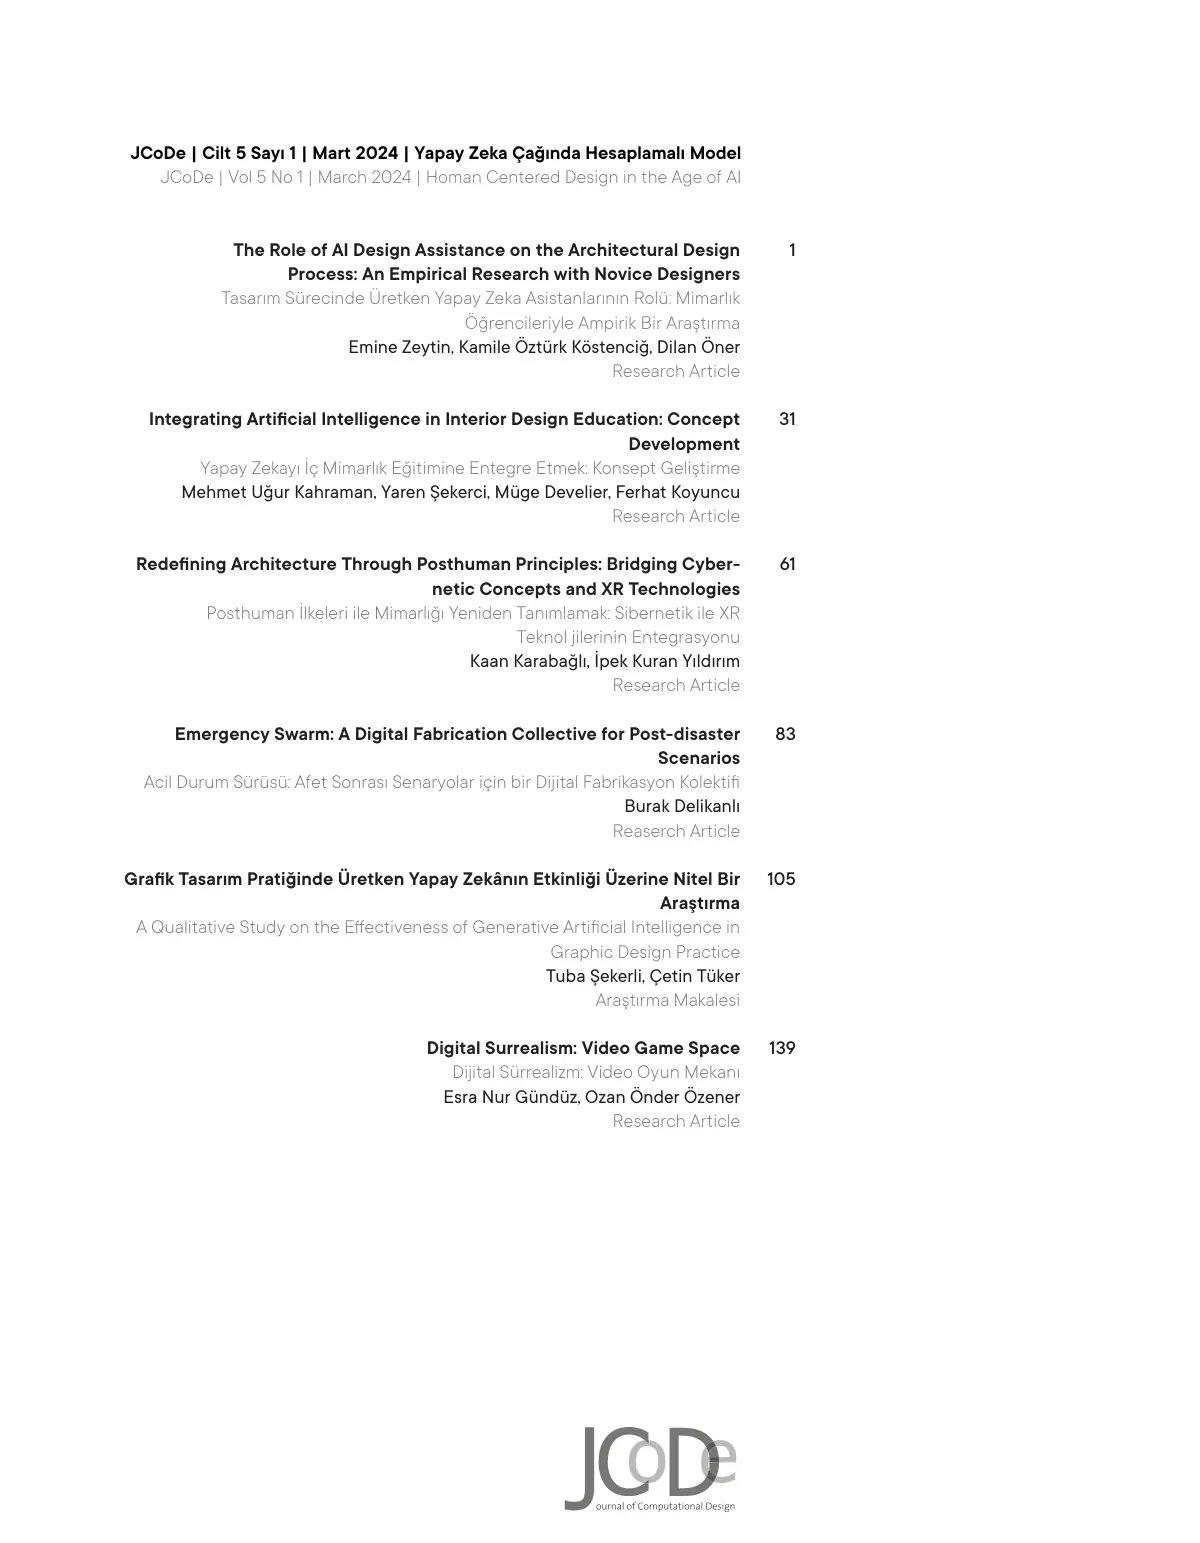 JCoDe | Cilt 5 Sayı 1 | Mart 2024 | Yapay Zeka Çağında Hesaplamalı Model
JCoDe | Vol 5 No 1 | March 2024 | Homan Centered Design in the Age of AI
The Role of AI Design Assistance on the Architectural Design 1
Process: An Empirical Research with Novice Designers
Tasarım Sürecinde Üretken Yapay Zeka Asistanlarının Rolü: Mimarlık
Öğrencileriyle Ampirik Bir Araştırma
Emine Zeytin, Kamile Öztürk Köstenciğ, Dilan Öner
Research Article
Integrating Artificial Intelligence in Interior Design Education: Concept 31
Development
Yapay Zekayı İç Mimarlık Eğitimine Entegre Etmek: Konsept Geliştirme
Mehmet Uğur Kahraman, Yaren Şekerci, Müge Develier, Ferhat Koyuncu
Research Article
Redefining Architecture Through Posthuman Principles: Bridging Cyber- 61
netic Concepts and XR Technologies
Posthuman İlkeleri ile Mimarlığı Yeniden Tanımlamak: Sibernetik ile XR
Teknol jilerinin Entegrasyonu
Kaan Karabağlı, İpek Kuran Yıldırım
Research Article
Emergency Swarm: A Digital Fabrication Collective for Post-disaster 83
Scenarios
Acil Durum Sürüsü: Afet Sonrası Senaryolar için bir Dijital Fabrikasyon Kolektifi
Burak Delikanlı
Reaserch Article
Grafik Tasarım Pratiğinde Üretken Yapay Zekânın Etkinliği Üzerine Nitel Bir 105
Araştırma
A Qualitative Study on the Effectiveness of Generative Artificial Intelligence in
Graphic Design Practice
Tuba Şekerli, Çetin Tüker
Araştırma Makalesi
Digital Surrealism: Video Game Space 139
Dijital Sürrealizm: Video Oyun Mekanı
Esra Nur Gündüz, Ozan Önder Özener
Research Article
JCoDe
ournal of Computational Design